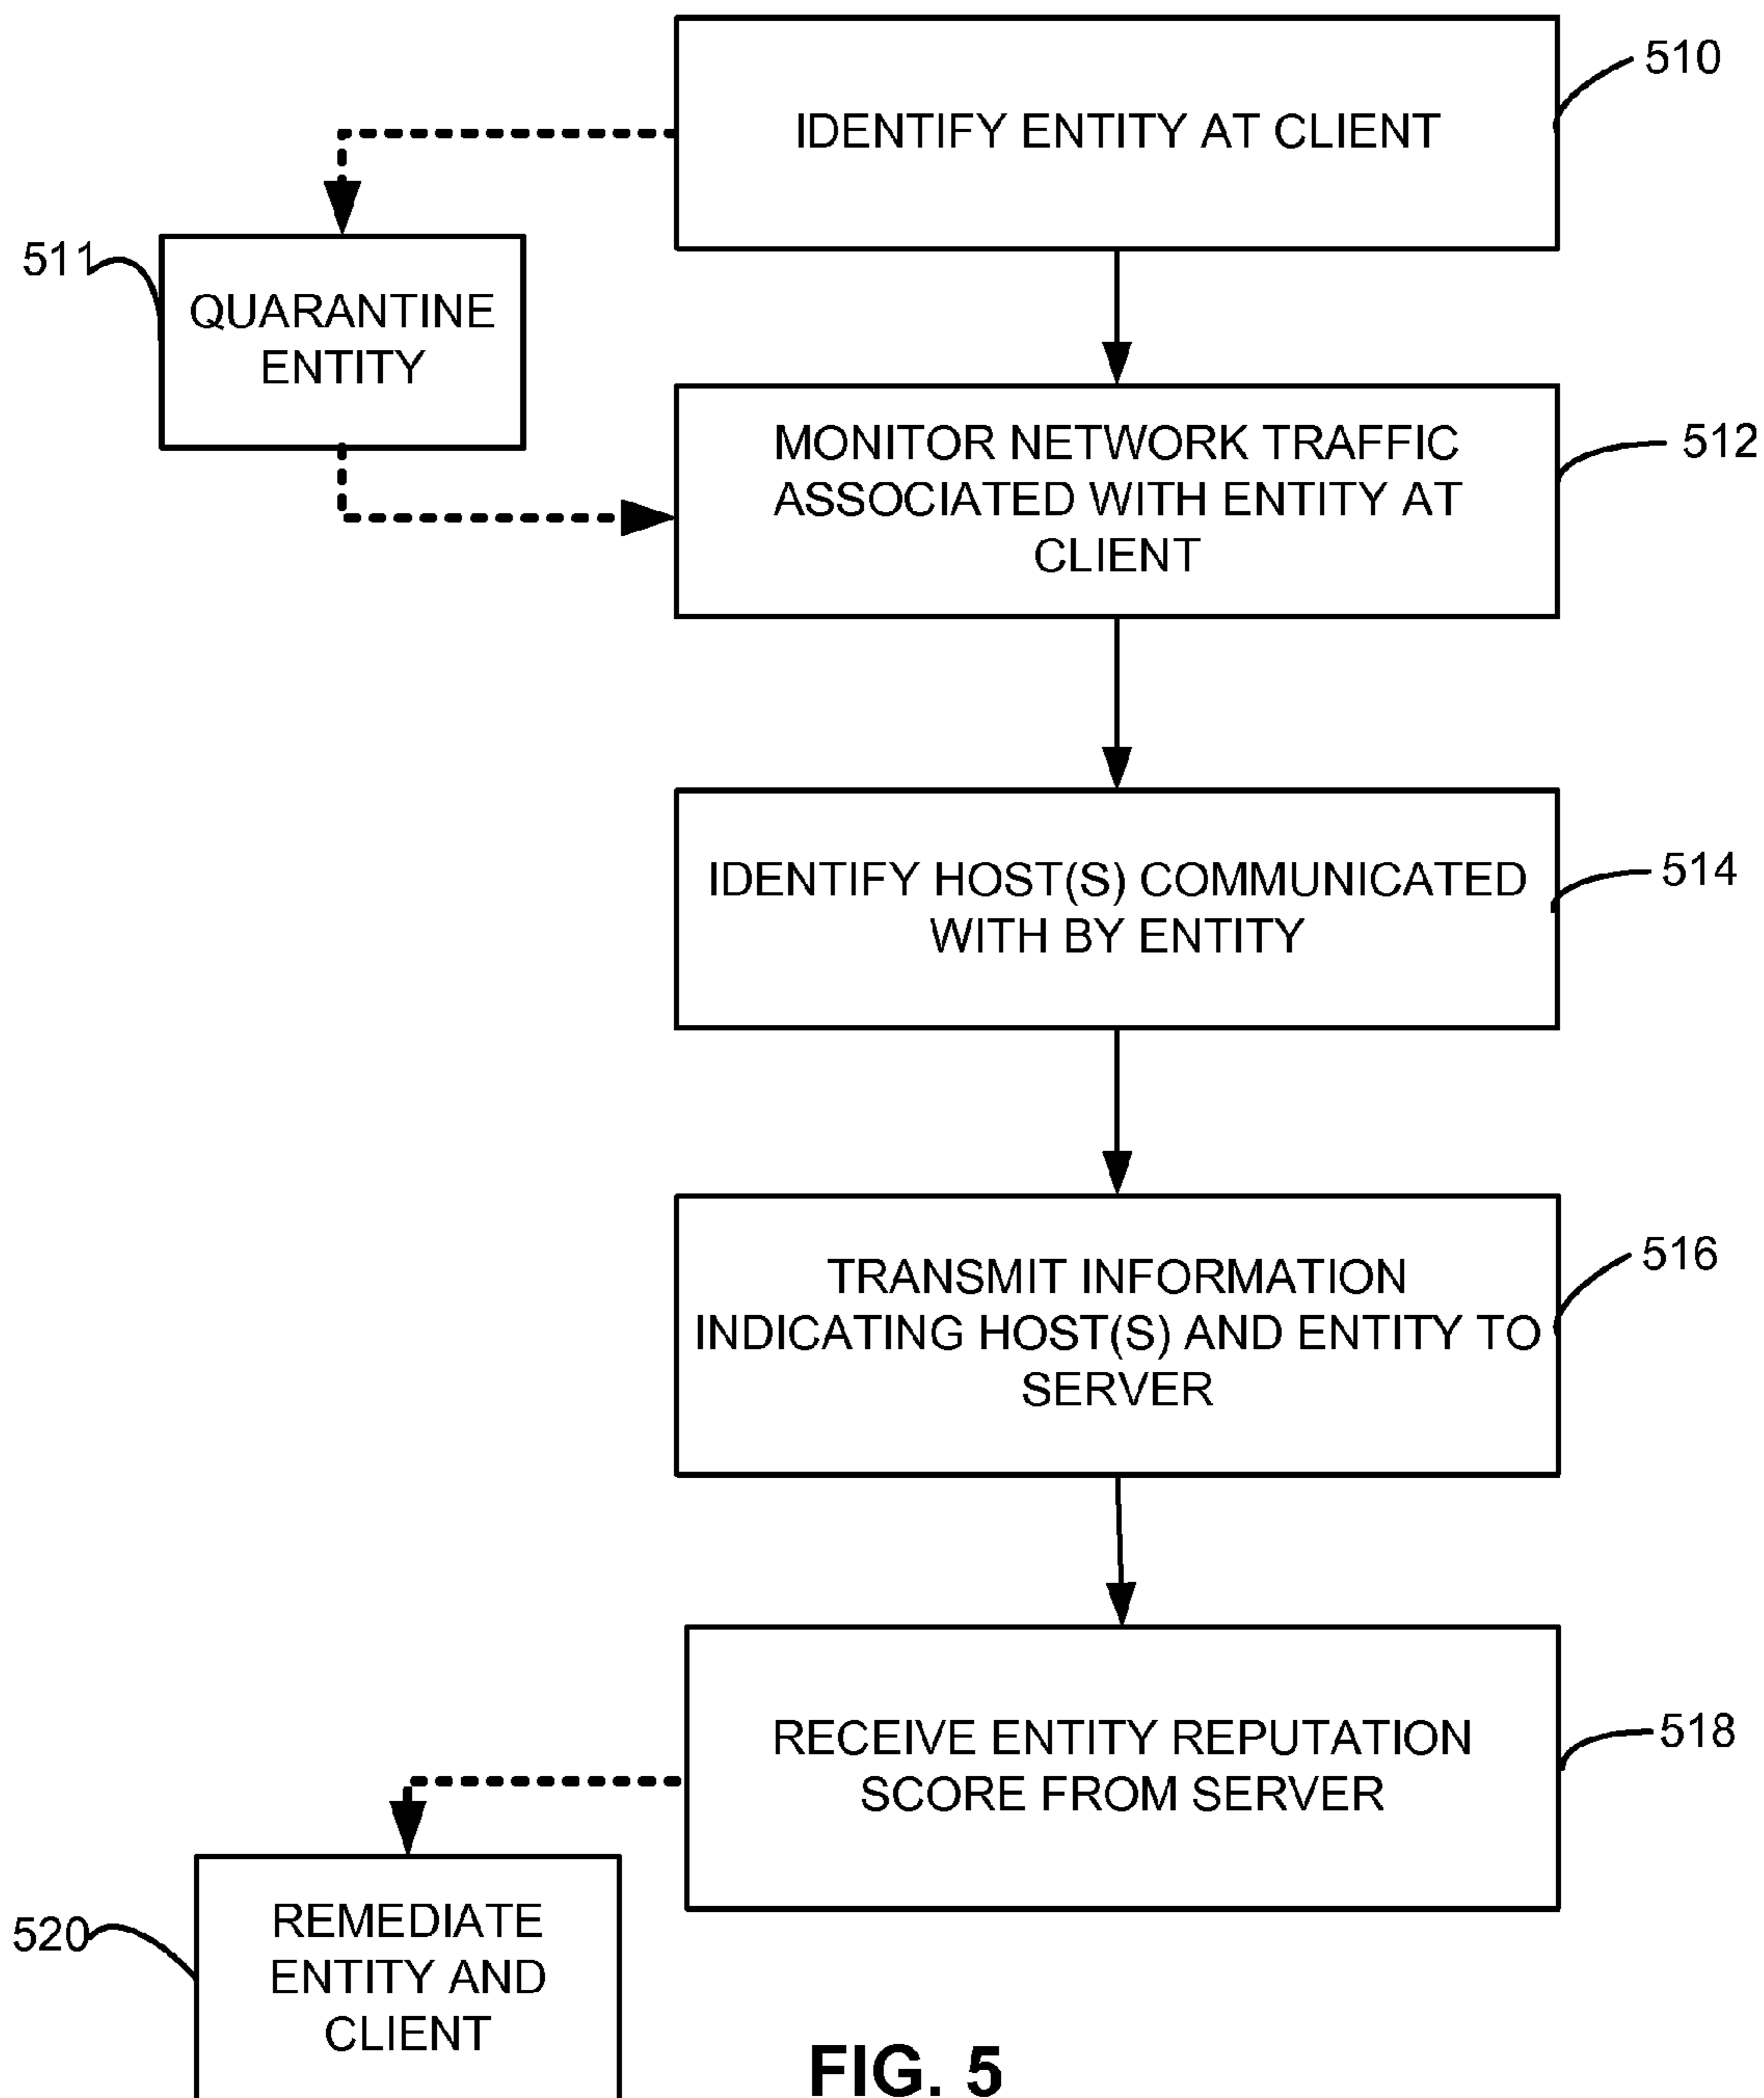 510
IDENTIFY ENTITY AT CLIENT
511
QUARANTINE
ENTITY
512
MONITOR NETWORK TRAFFIC
ASSOCIATED WITH ENTITY AT
CLIENT
514
IDENTIFY HOST(S) COMMUNICATED
WITH BY ENTITY
516
TRANSMIT INFORMATION
INDICATING HOST(S) AND ENTITY TO
SERVER
518
RECEIVE ENTITY REPUTATION
SCORE FROM SERVER
520
REMEDIATE
ENTITY AND
CLIENT
FIG. 5